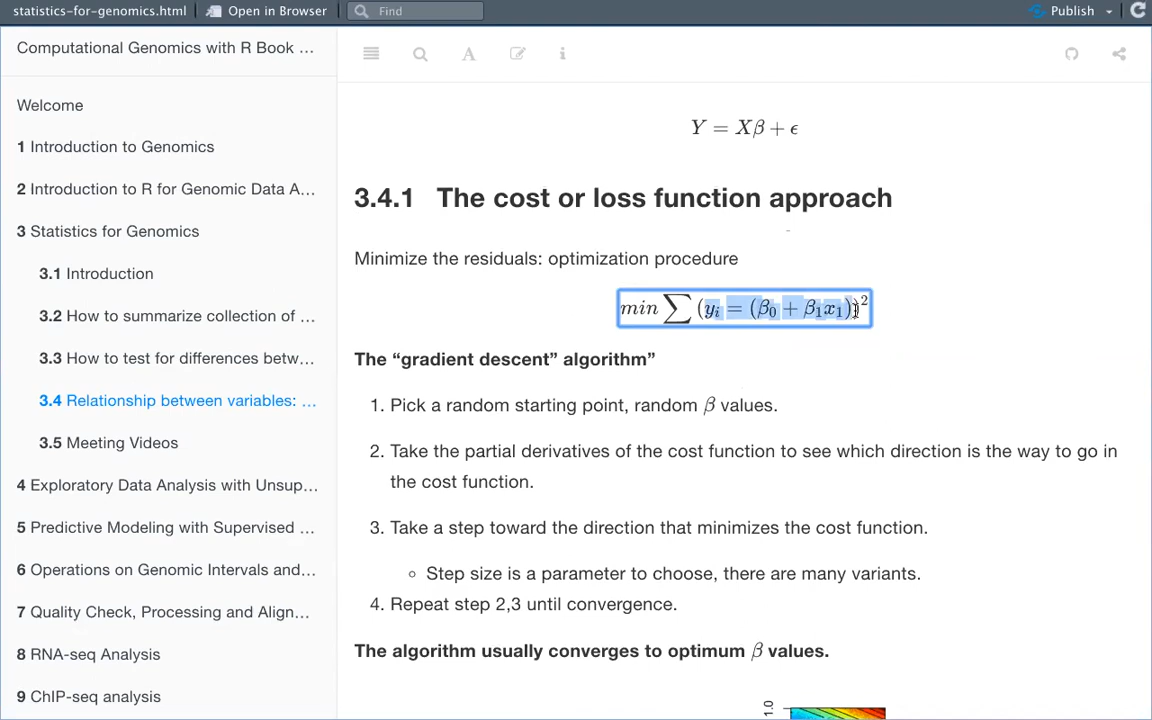 statistics-for-genomics.html Open in Browser Find Publish
Computational Genomics with R Book ...
Welcome
1 Introduction to Genomics
2 Introduction to R for Genomic Data A...
3 Statistics for Genomics
3.1 Introduction
3.2 How to summarize collection of ...
3.3 How to test for differences betw...
3.4 Relationship between variables: ...
3.5 Meeting Videos
4 Exploratory Data Analysis with Unsup...
5 Predictive Modeling with Supervised ...
6 Operations on Genomic Intervals and...
7 Quality Check, Processing and Align...
8 RNA-seq Analysis
9 ChIP-seq analysis
A i
Y = Xβ + ϵ
3.4.1 The cost or loss function approach
Minimize the residuals: optimization procedure
min ∑ (yᵢ = (β₀ + β₁x₁))²
The “gradient descent” algorithm”
1. Pick a random starting point, random β values.
2. Take the partial derivatives of the cost function to see which direction is the way to go in
the cost function.
3. Take a step toward the direction that minimizes the cost function.
Step size is a parameter to choose, there are many variants.
4. Repeat step 2,3 until convergence.
The algorithm usually converges to optimum β values.
1.0